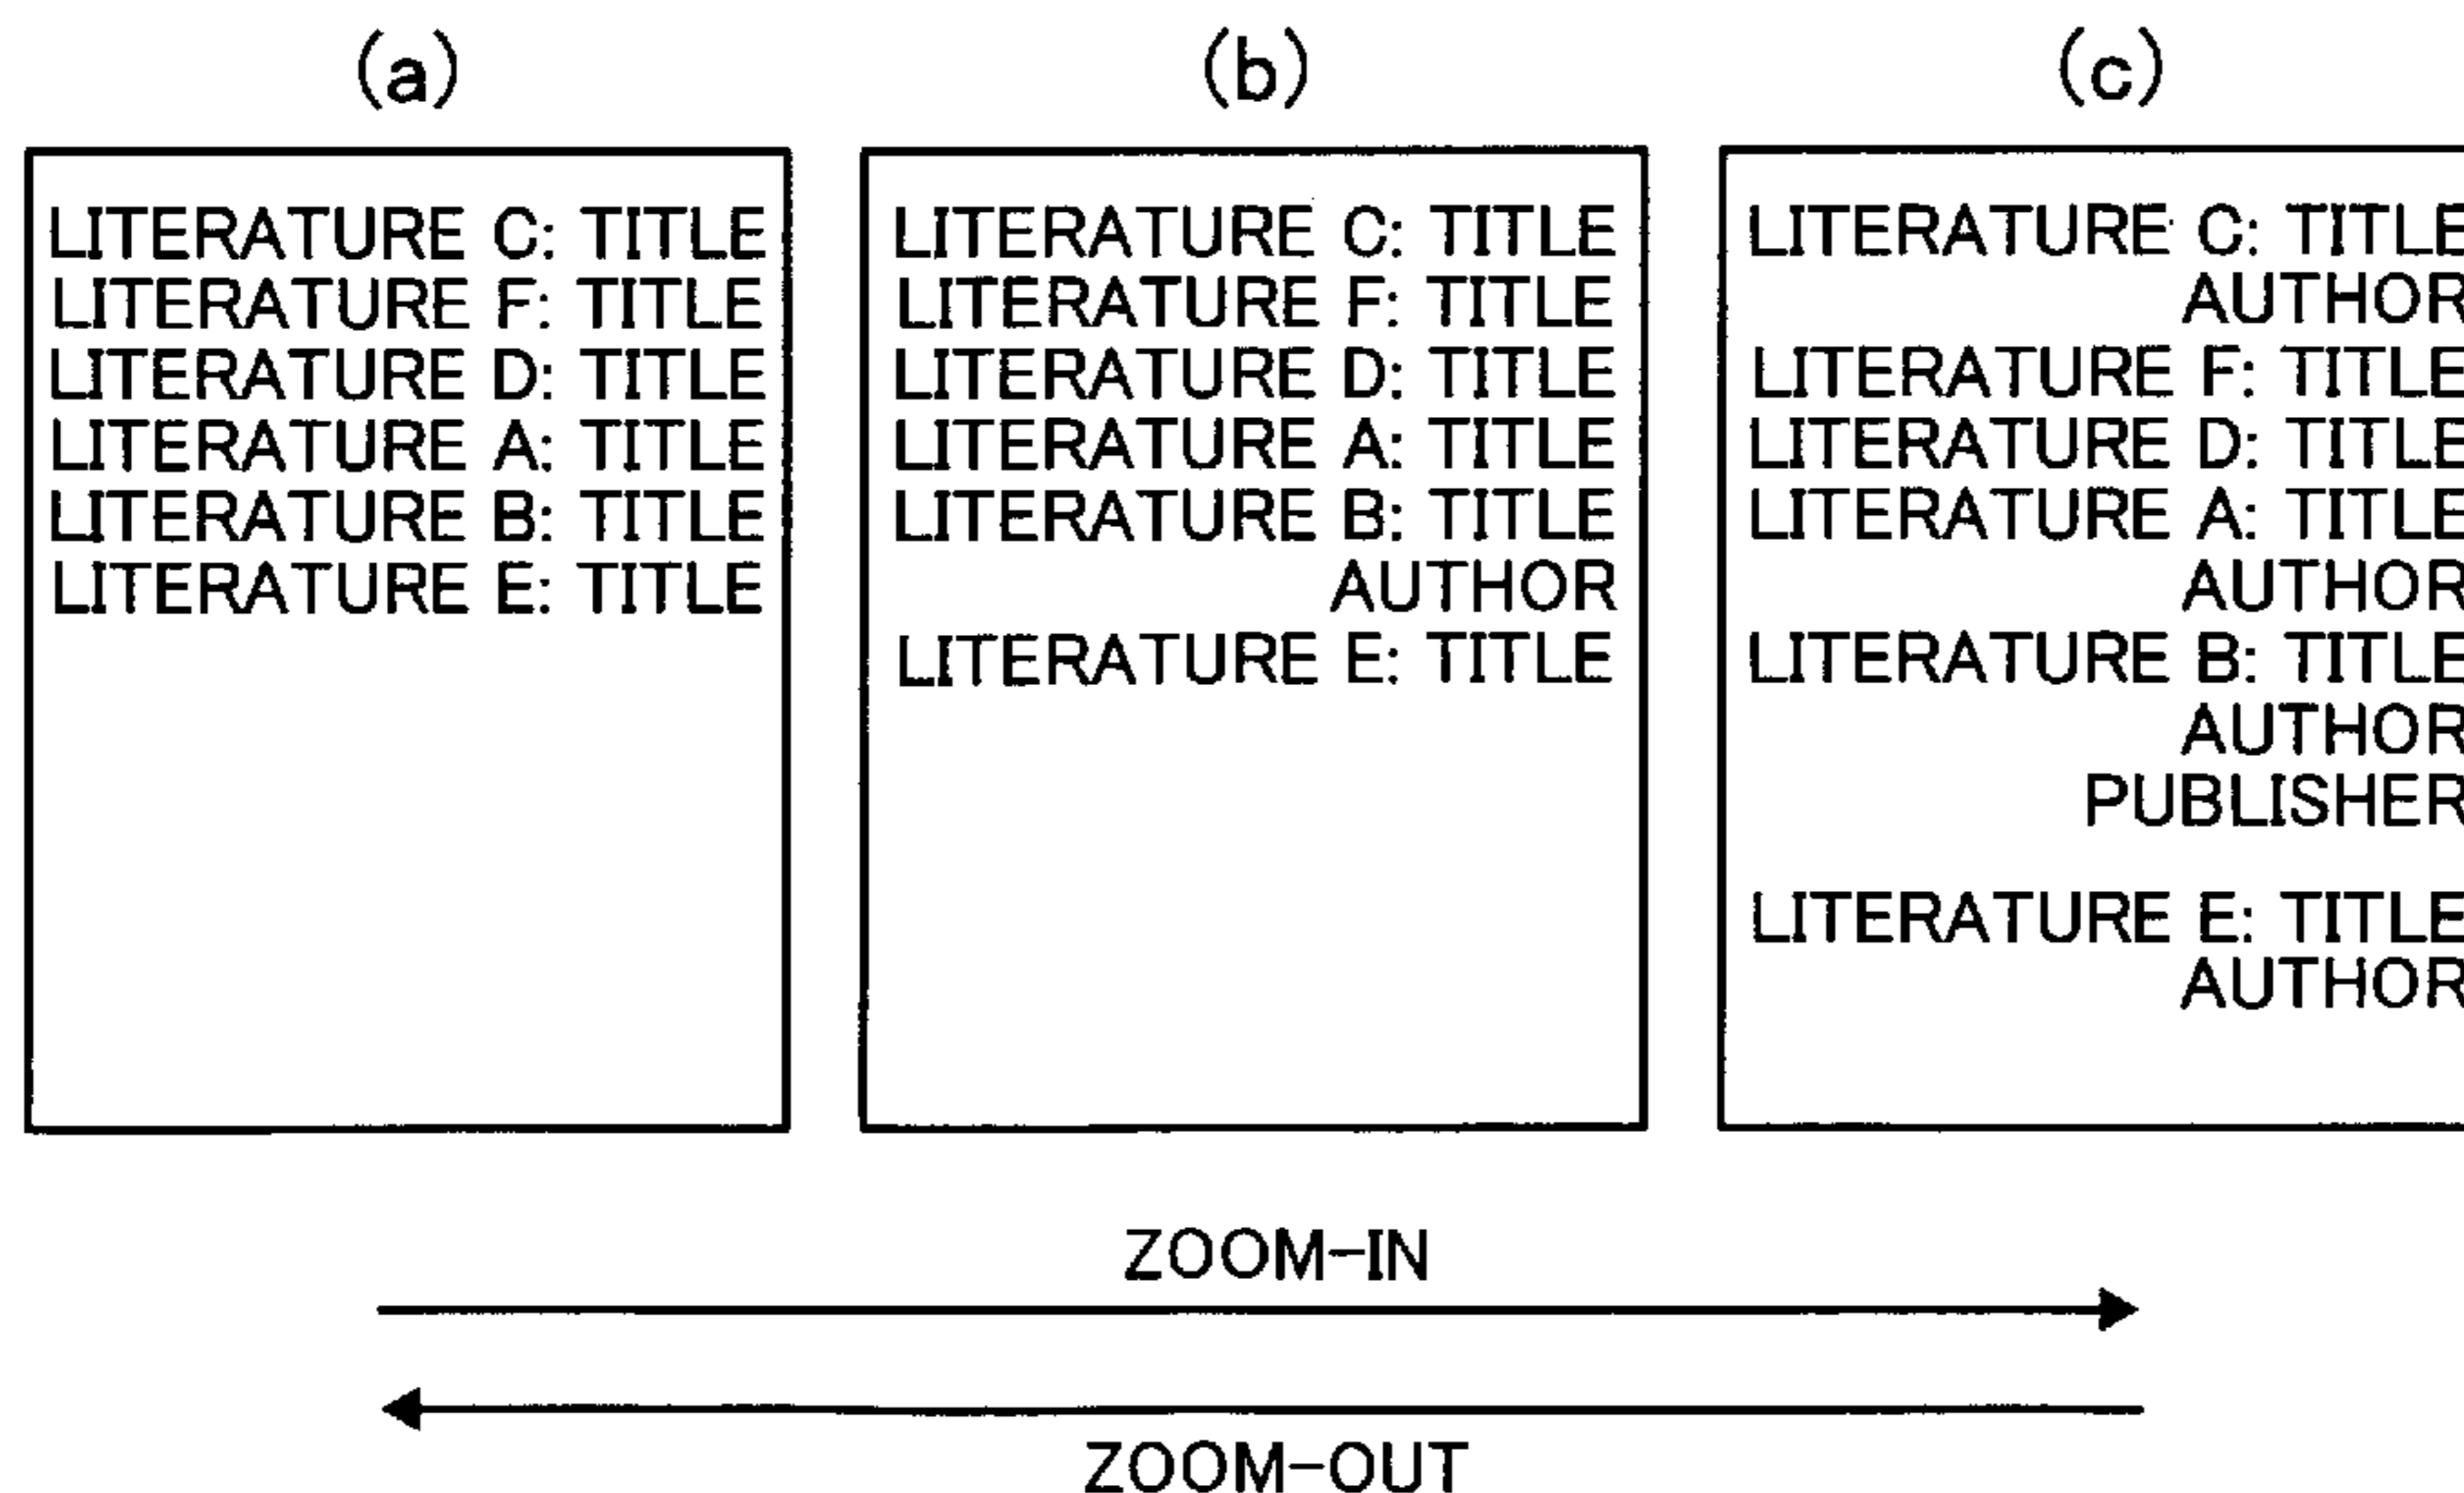 (a)
LITERATURE C: TITLE
LITERATURE F: TITLE
LITERATURE D: TITLE
LITERATURE A: TITLE
LITERATURE B: TITLE
LITERATURE E: TITLE
(b)
LITERATURE C: TITLE
LITERATURE F: TITLE
LITERATURE D: TITLE
LITERATURE A: TITLE
LITERATURE B: TITLE
AUTHOR
LITERATURE E: TITLE
(c)
LITERATURE C: TITLE
AUTHOR
LITERATURE F: TITLE
LITERATURE D: TITLE
LITERATURE A: TITLE
AUTHOR
LITERATURE B: TITLE
AUTHOR
PUBLISHER
LITERATURE E: TITLE
AUTHOR
ZOOM-IN
ZOOM-OUT